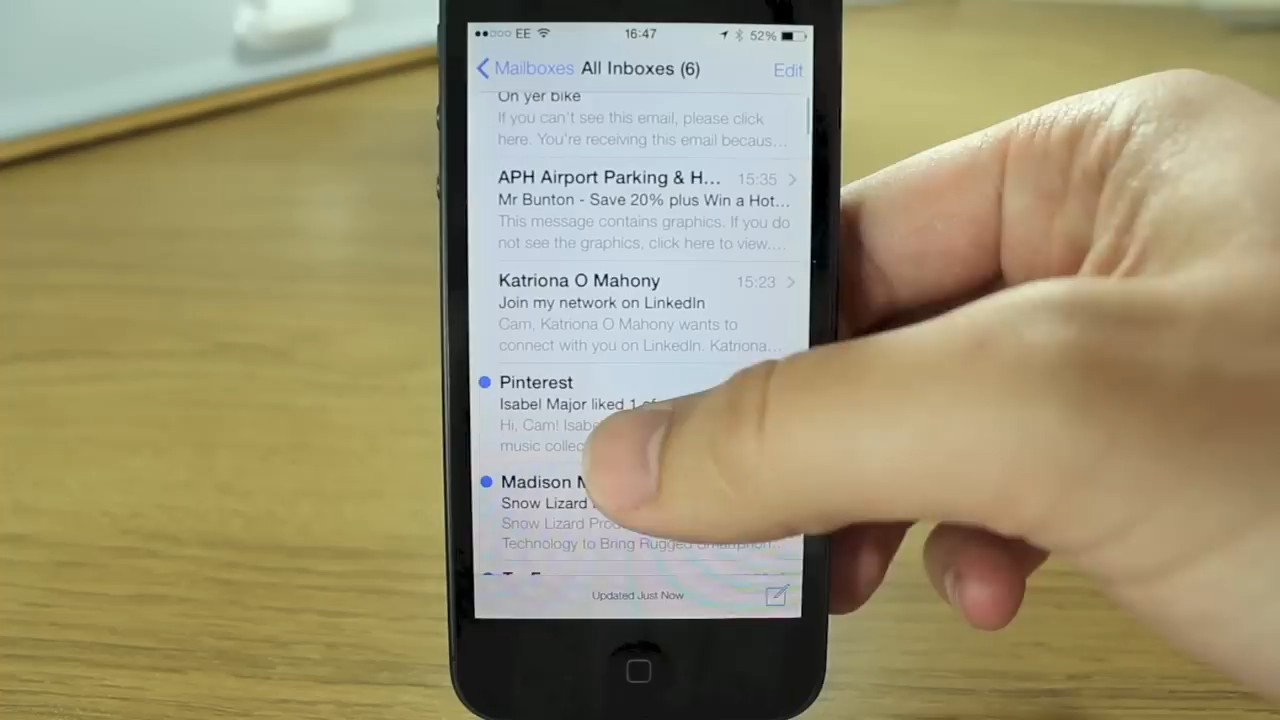 EE 16:47 52%
Mailboxes All Inboxes (6) Edit
On yer bike
If you can't see this email, please click
here. You're receiving this email becaus...
APH Airport Parking & H... 15:35
Mr Bunton - Save 20% plus Win a Hot...
This message contains graphics. If you do
not see the graphics, click here to view....
Katriona O Mahony 15:23
Join my network on LinkedIn
Cam, Katriona O Mahony wants to
connect with you on LinkedIn. Katriona...
Pinterest
Isabel Major liked 1 of
Hi, Cam! Isabe
music collec
Madison M
Snow Lizard
Snow Lizard Prod
Technology to Bring Rugged Smartphon...
Updated Just Now